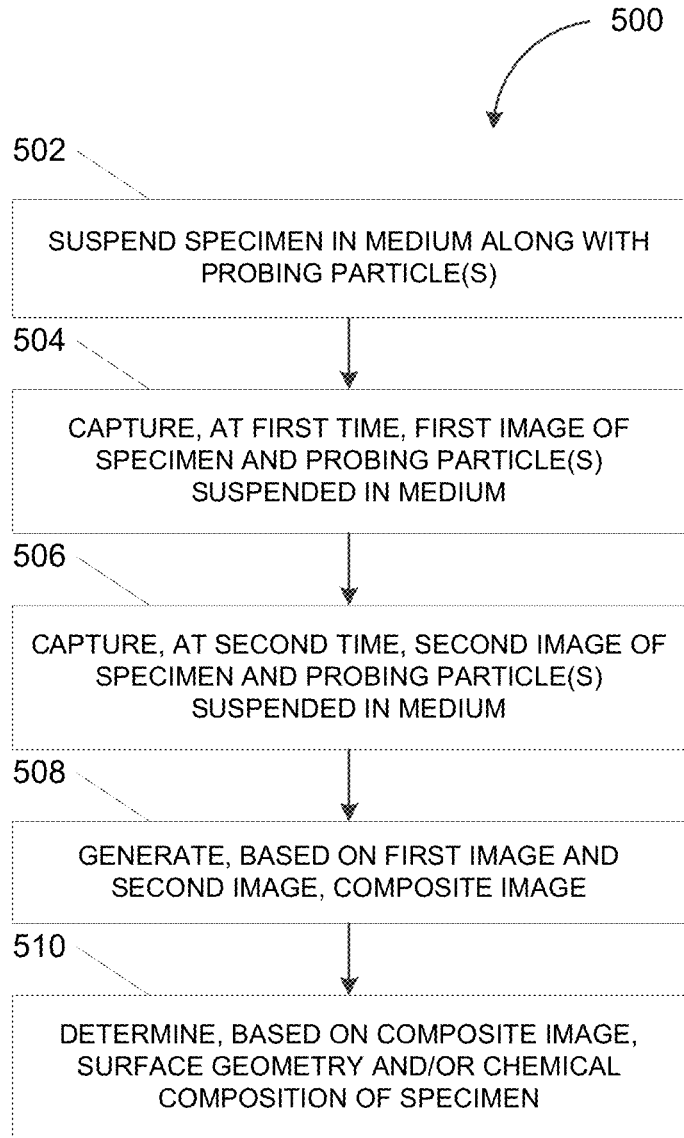 500
502
SUSPEND SPECIMEN IN MEDIUM ALONG WITH
PROBING PARTICLE(S)
504
CAPTURE, AT FIRST TIME, FIRST IMAGE OF
SPECIMEN AND PROBING PARTICLE(S)
SUSPENDED IN MEDIUM
506
CAPTURE, AT SECOND TIME, SECOND IMAGE OF
SPECIMEN AND PROBING PARTICLE(S)
SUSPENDED IN MEDIUM
508
GENERATE, BASED ON FIRST IMAGE AND
SECOND IMAGE, COMPOSITE IMAGE
510
DETERMINE, BASED ON COMPOSITE IMAGE,
SURFACE GEOMETRY AND/OR CHEMICAL
COMPOSITION OF SPECIMEN